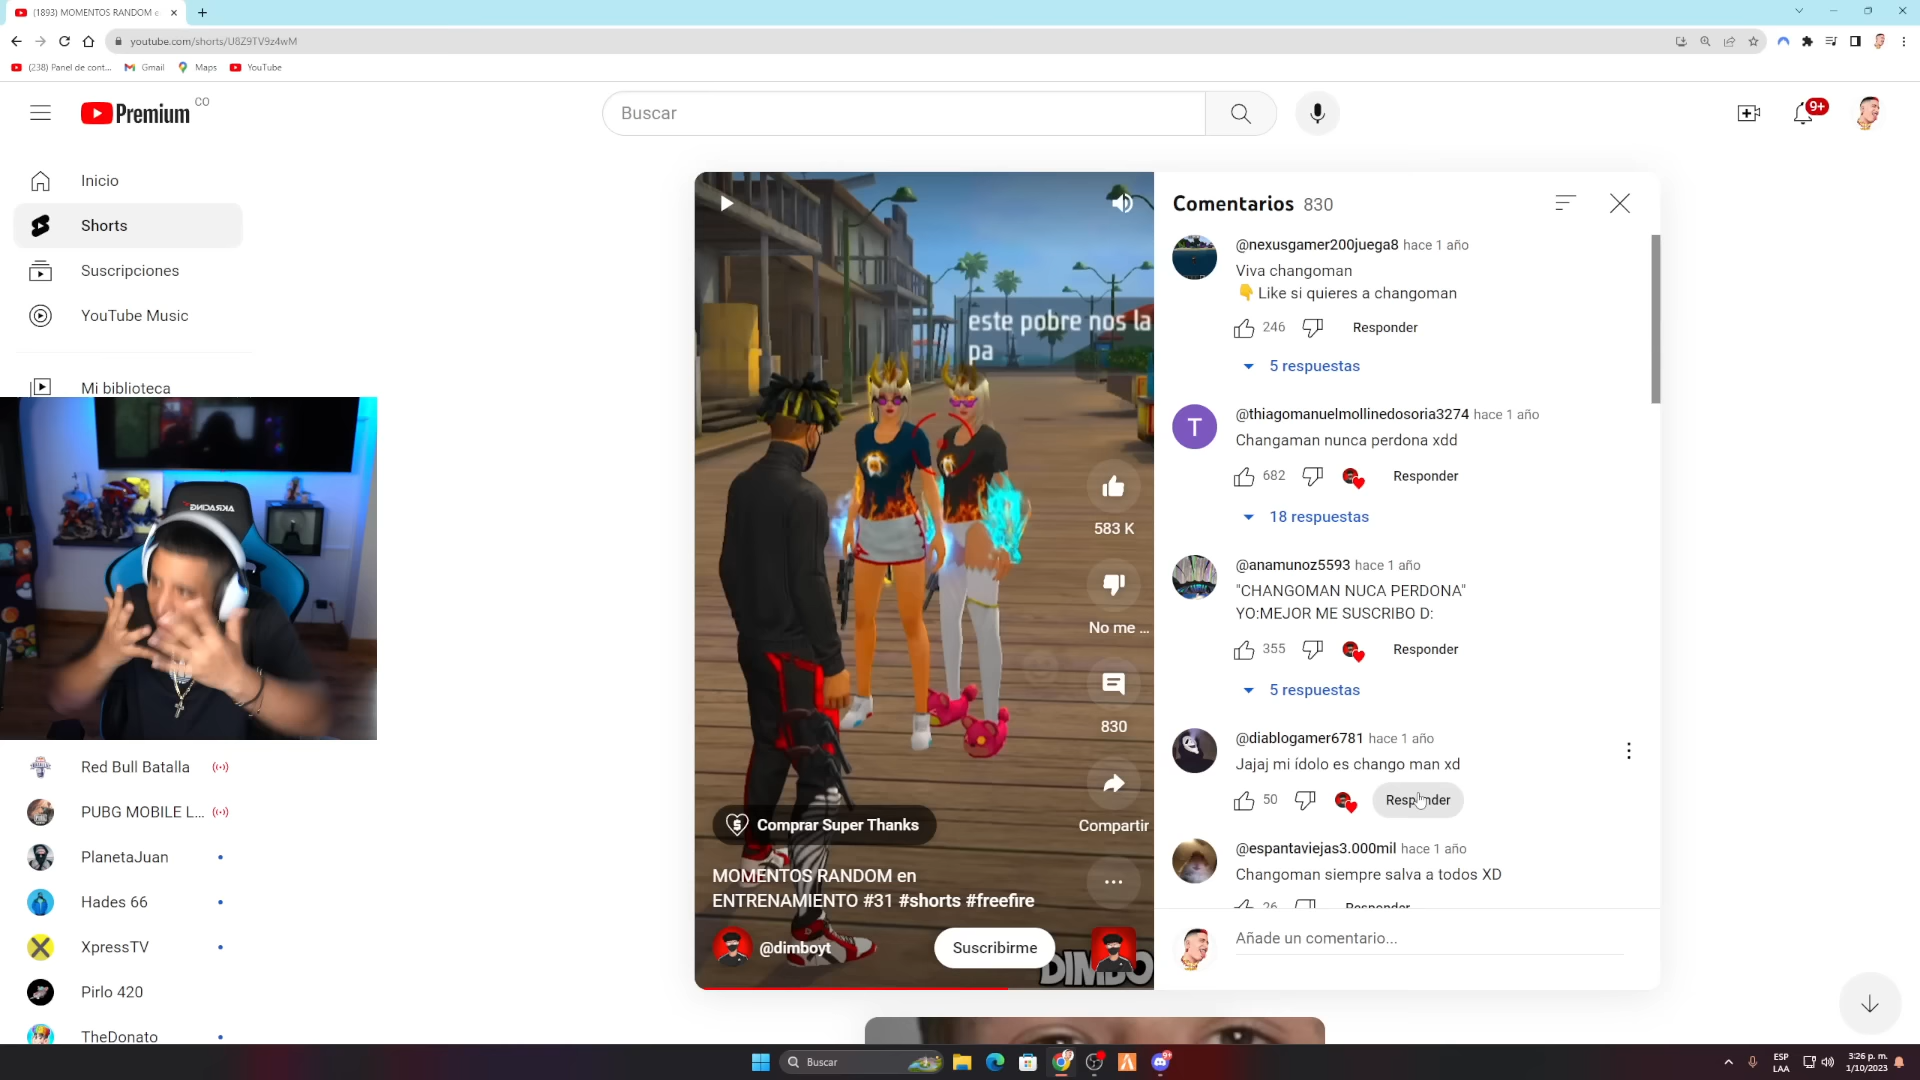 (1893) MOMENTOS RANDOM e
youtube.com/shorts/U8Z9TV9z4wM
(238) Panel de cont...
Gmail
Maps
YouTube
Premium
CO
Buscar
9+
Inicio
Shorts
Suscripciones
YouTube Music
Mi biblioteca
AKRACING
Red Bull Batalla
PUBG MOBILE L...
PlanetaJuan
Hades 66
XpressTV
Pirlo 420
TheDonato
este pobre nos la
pa
583 K
No me ...
830
Compartir
Comprar Super Thanks
MOMENTOS RANDOM en
ENTRENAMIENTO #31 #shorts #freefire
@dimboyt
Suscribirme
DIMBO
Comentarios 830
@nexusgamer200juega8 hace 1 año
Viva changoman
👇 Like si quieres a changoman
246
Responder
5 respuestas
T
@thiagomanuelmollinedosoria3274 hace 1 año
Changaman nunca perdona xdd
682
Responder
18 respuestas
@anamunoz5593 hace 1 año
"CHANGOMAN NUCA PERDONA"
YO:MEJOR ME SUSCRIBO D:
355
Responder
5 respuestas
@diablogamer6781 hace 1 año
Jajaj mi ídolo es chango man xd
50
Responder
@espantaviejas3.000mil hace 1 año
Changoman siempre salva a todos XD
26
Responder
Añade un comentario...
Buscar
ESP
LAA
3:26 p. m.
1/10/2023